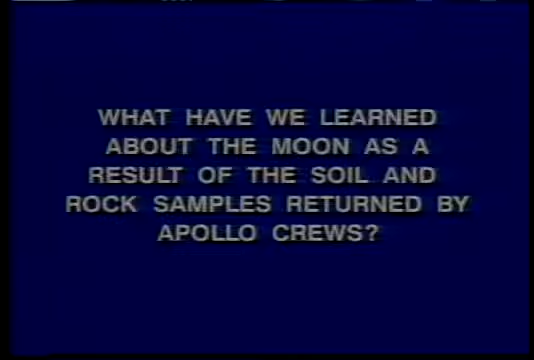 WHAT HAVE WE LEARNED
ABOUT THE MOON AS A
RESULT OF THE SOIL AND
ROCK SAMPLES RETURNED BY
APOLLO CREWS?